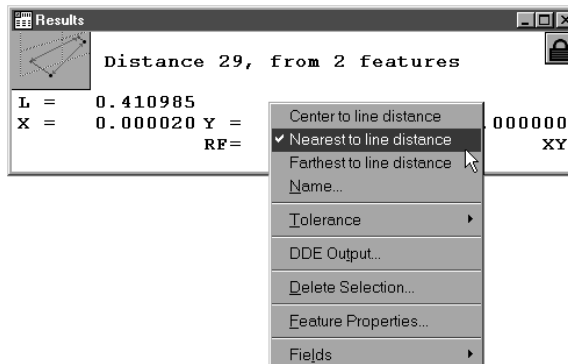 Results
Distance 29, from 2 features
L = 0.410985
X = 0.000020 Y = .000000
RF= XY
Center to line distance
Nearest to line distance
Farthest to line distance
Name...
Tolerance
DDE Output...
Delete Selection...
Feature Properties...
Fields